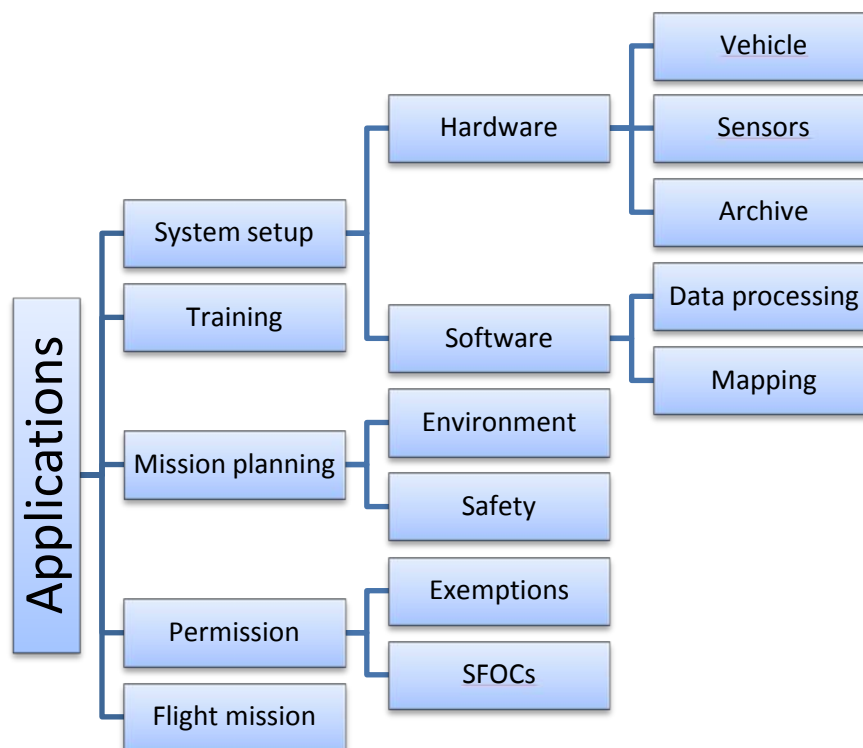 Applications
System setup
Hardware
Vehicle
Sensors
Archive
Software
Data processing
Mapping
Training
Mission planning
Environment
Safety
Permission
Exemptions
SFOCs
Flight mission